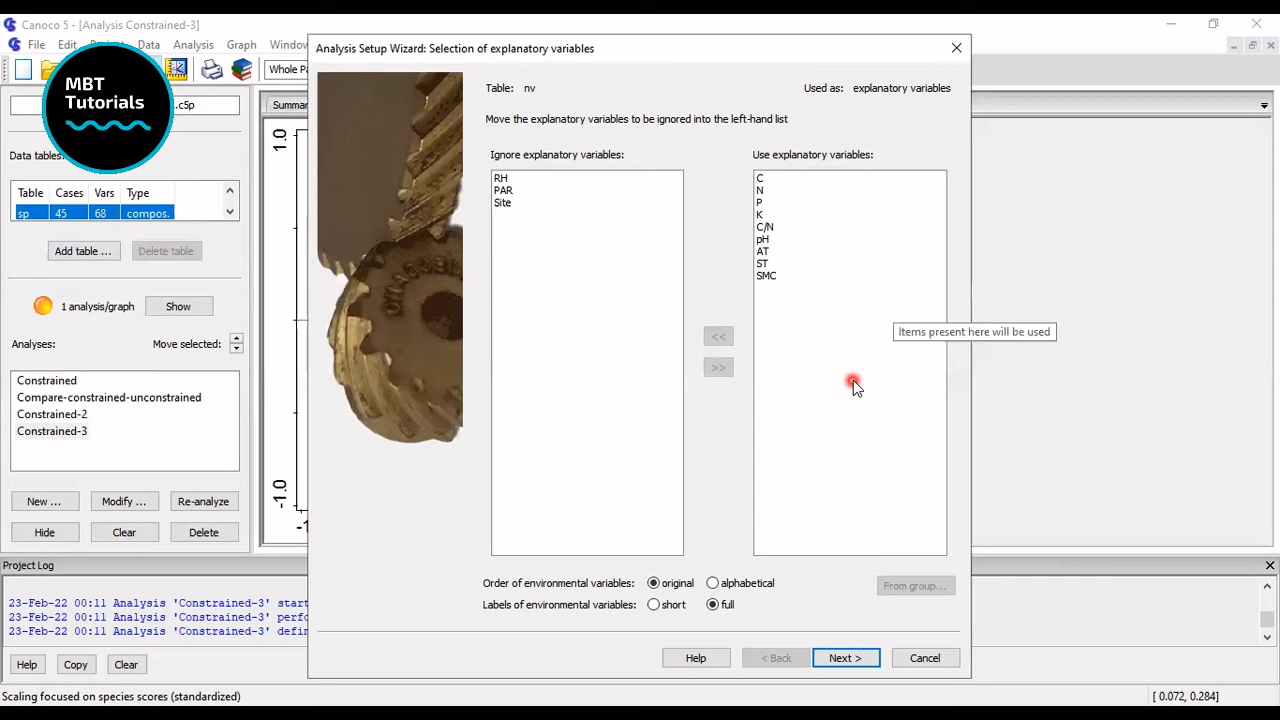 Canoco 5 - [Analysis Constrained-3]
File Edit Data Analysis Graph Window
Whole Pa
MBT
Tutorials
.c5p
Data tables:
Table Cases Vars Type
sp 45 68 compos.
Add table ... Delete table
1 analysis/graph Show
Analyses: Move selected:
Constrained
Compare-constrained-unconstrained
Constrained-2
Constrained-3
New ... Modify ... Re-analyze
Hide Clear Delete
Summar
1.0
-1.0
-1
Analysis Setup Wizard: Selection of explanatory variables
Table: nv Used as: explanatory variables
Move the explanatory variables to be ignored into the left-hand list
Ignore explanatory variables:
RH
PAR
Site
<<
>>
Use explanatory variables:
C
N
P
K
C/N
pH
AT
ST
SMC
Items present here will be used
Order of environmental variables: original alphabetical
From group...
Labels of environmental variables: short full
Help < Back Next > Cancel
Project Log
23-Feb-22 00:11 Analysis 'Constrained-3' start
23-Feb-22 00:11 Analysis 'Constrained-3' perfo
23-Feb-22 00:11 Analysis 'Constrained-3' defin
Help Copy Clear
Scaling focused on species scores (standardized) [ 0.072, 0.284]